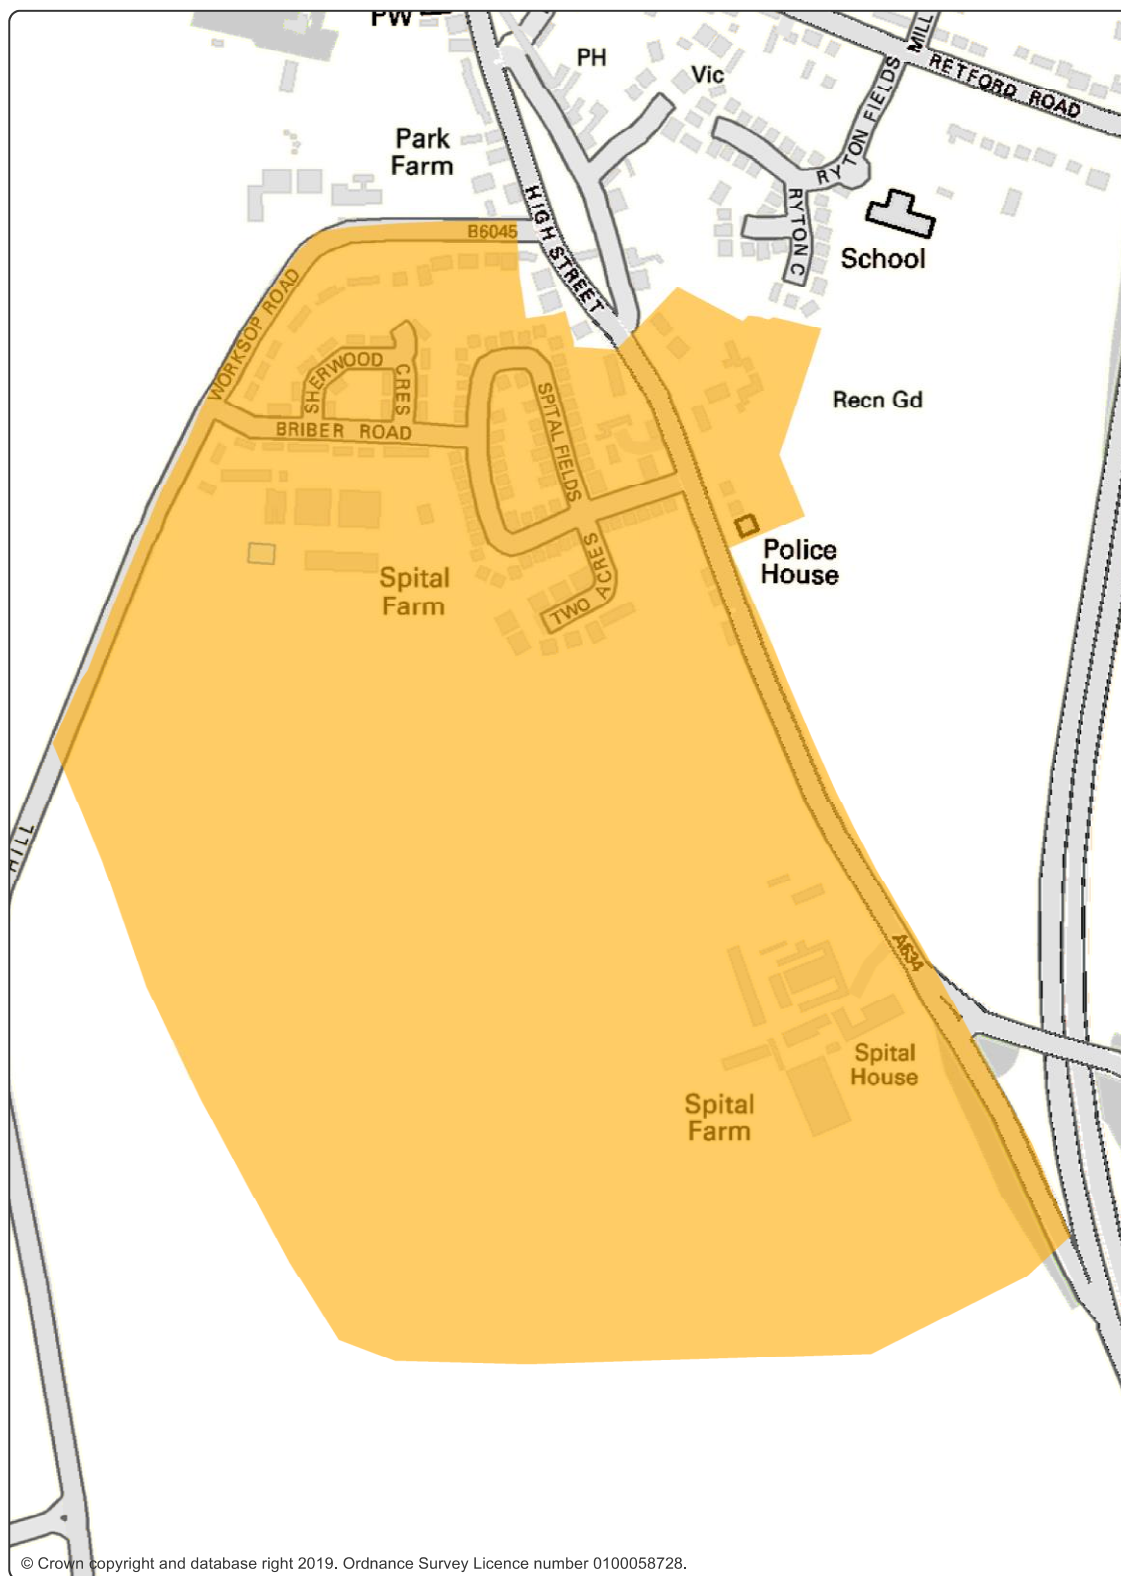 PW
PH
Vic
MILL
RETFORD ROAD
RYTON FIELDS
Park
Farm
HIGH STREET
RYTON C
School
B6045
WORKSOP ROAD
SHERWOOD
CRES
BRIBER ROAD
SPITAL FIELDS
Recn Gd
Police
House
Spital
Farm
TWO ACRES
HILL
A634
Spital
House
Spital
Farm
© Crown copyright and database right 2019. Ordnance Survey Licence number 0100058728.